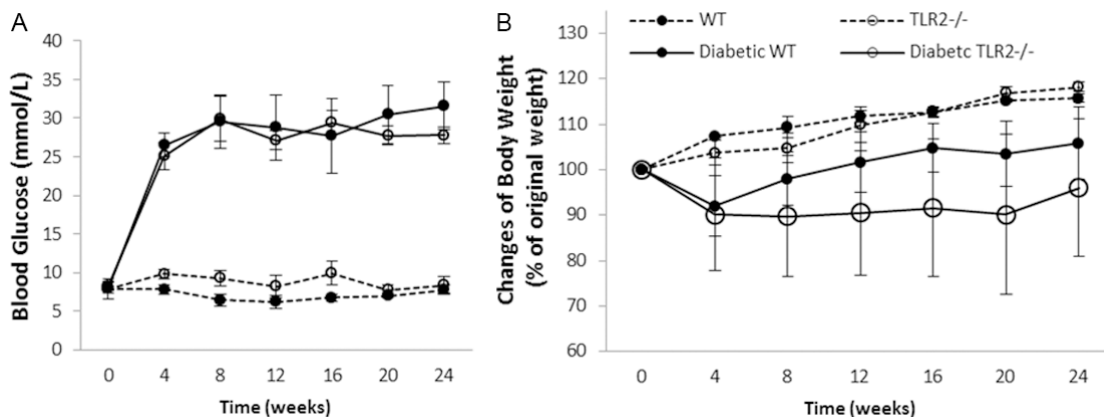 A
Blood Glucose (mmol/L)
40
35
30
25
20
15
10
5
0
0 4 8 12 16 20 24
Time (weeks)
B
WT TLR2-/-
Diabetic WT Diabetc TLR2-/-
Changes of Body Weight
(% of original weight)
130
120
110
100
90
80
70
60
0 4 8 12 16 20 24
Time (weeks)